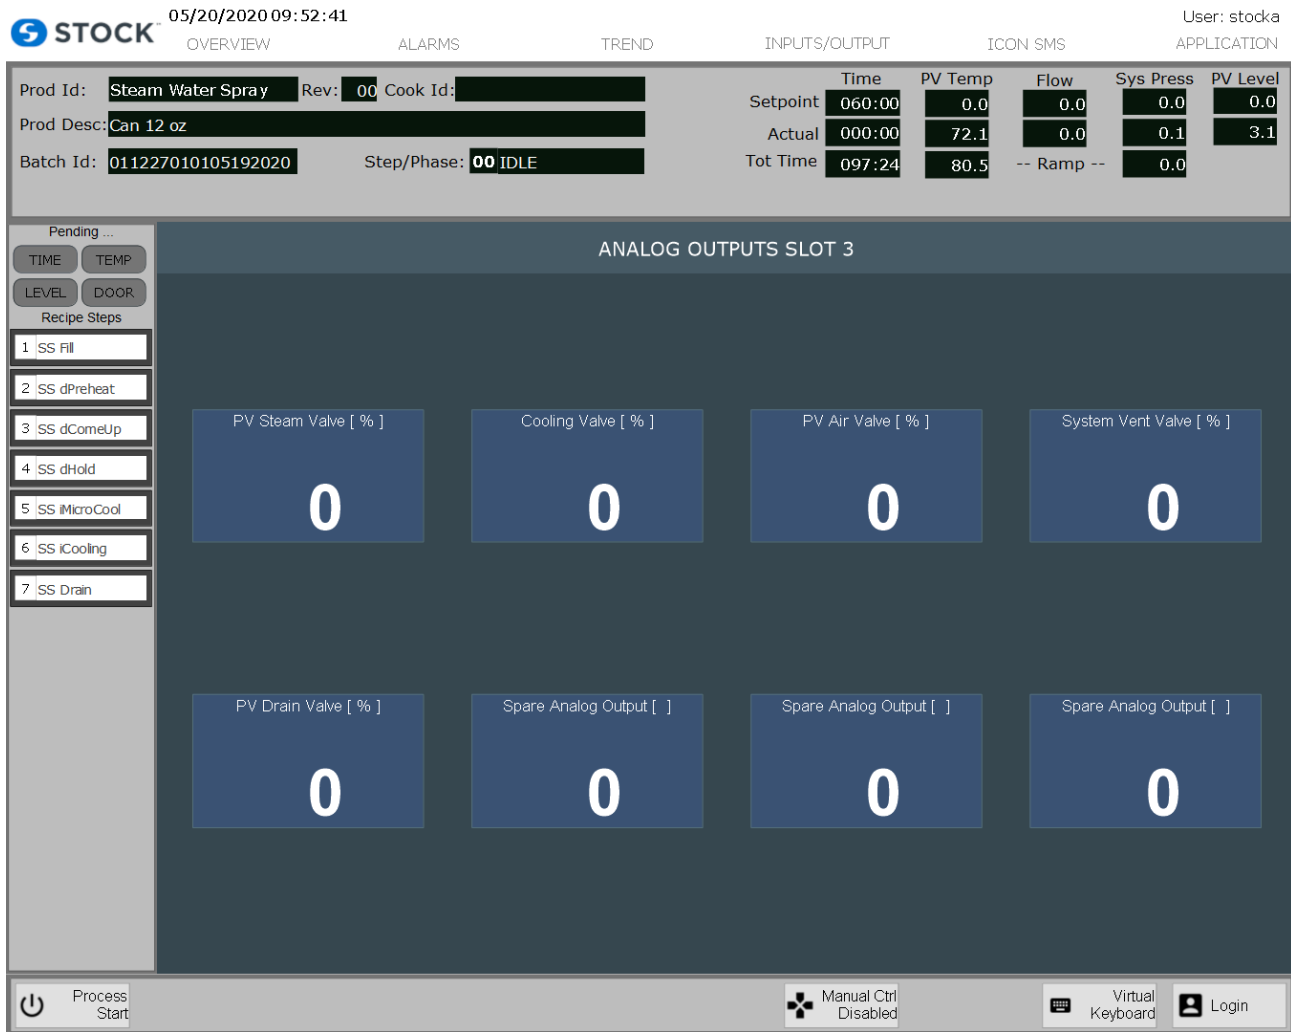 05/20/2020 09:52:41
User: stocka
STOCK
OVERVIEW ALARMS TREND INPUTS/OUTPUT ICON SMS APPLICATION
Time PV Temp Flow Sys Press PV Level
Prod Id: Steam Water Spray Rev: 00 Cook Id:
Setpoint 060:00 0.0 0.0 0.0 0.0
Prod Desc: Can 12 oz
Actual 000:00 72.1 0.0 0.1 3.1
Batch Id: 011227010105192020 Step/Phase: 00 IDLE
Tot Time 097:24 80.5 -- Ramp -- 0.0
Pending ...
TIME TEMP
LEVEL DOOR
Recipe Steps
1 SS Fill
2 SS dPreheat
3 SS dComeUp
4 SS dHold
5 SS iMicroCool
6 SS iCooling
7 SS Drain
ANALOG OUTPUTS SLOT 3
PV Steam Valve [ % ] Cooling Valve [ % ] PV Air Valve [ % ] System Vent Valve [ % ]
0 0 0 0
PV Drain Valve [ % ] Spare Analog Output [ ] Spare Analog Output [ ] Spare Analog Output [ ]
0 0 0 0
Process Start
Manual Ctrl Disabled
Virtual Keyboard
Login